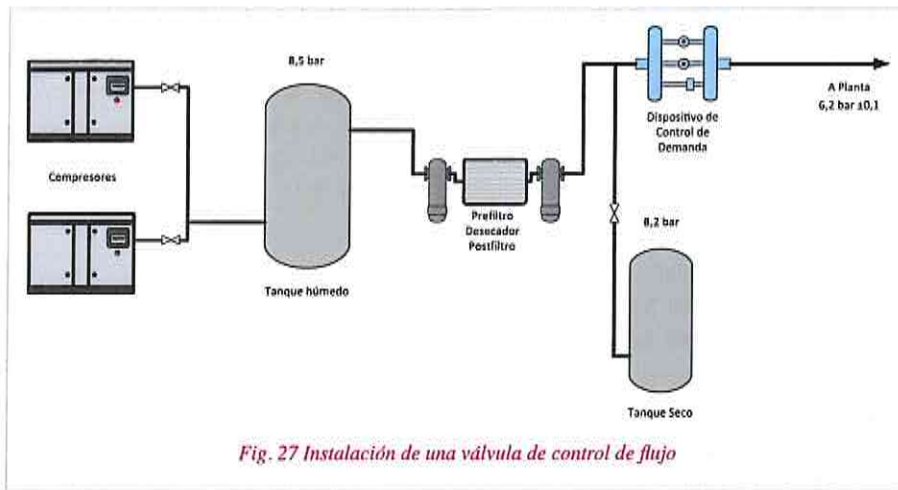 8,5 bar
Compresores
Tanque húmedo
Prefiltro
Desecador
Postfiltro
Dispositivo de
Control de
Demanda
A Planta
6,2 bar ±0,1
8,2 bar
Tanque Seco
Fig. 27 Instalación de una válvula de control de flujo